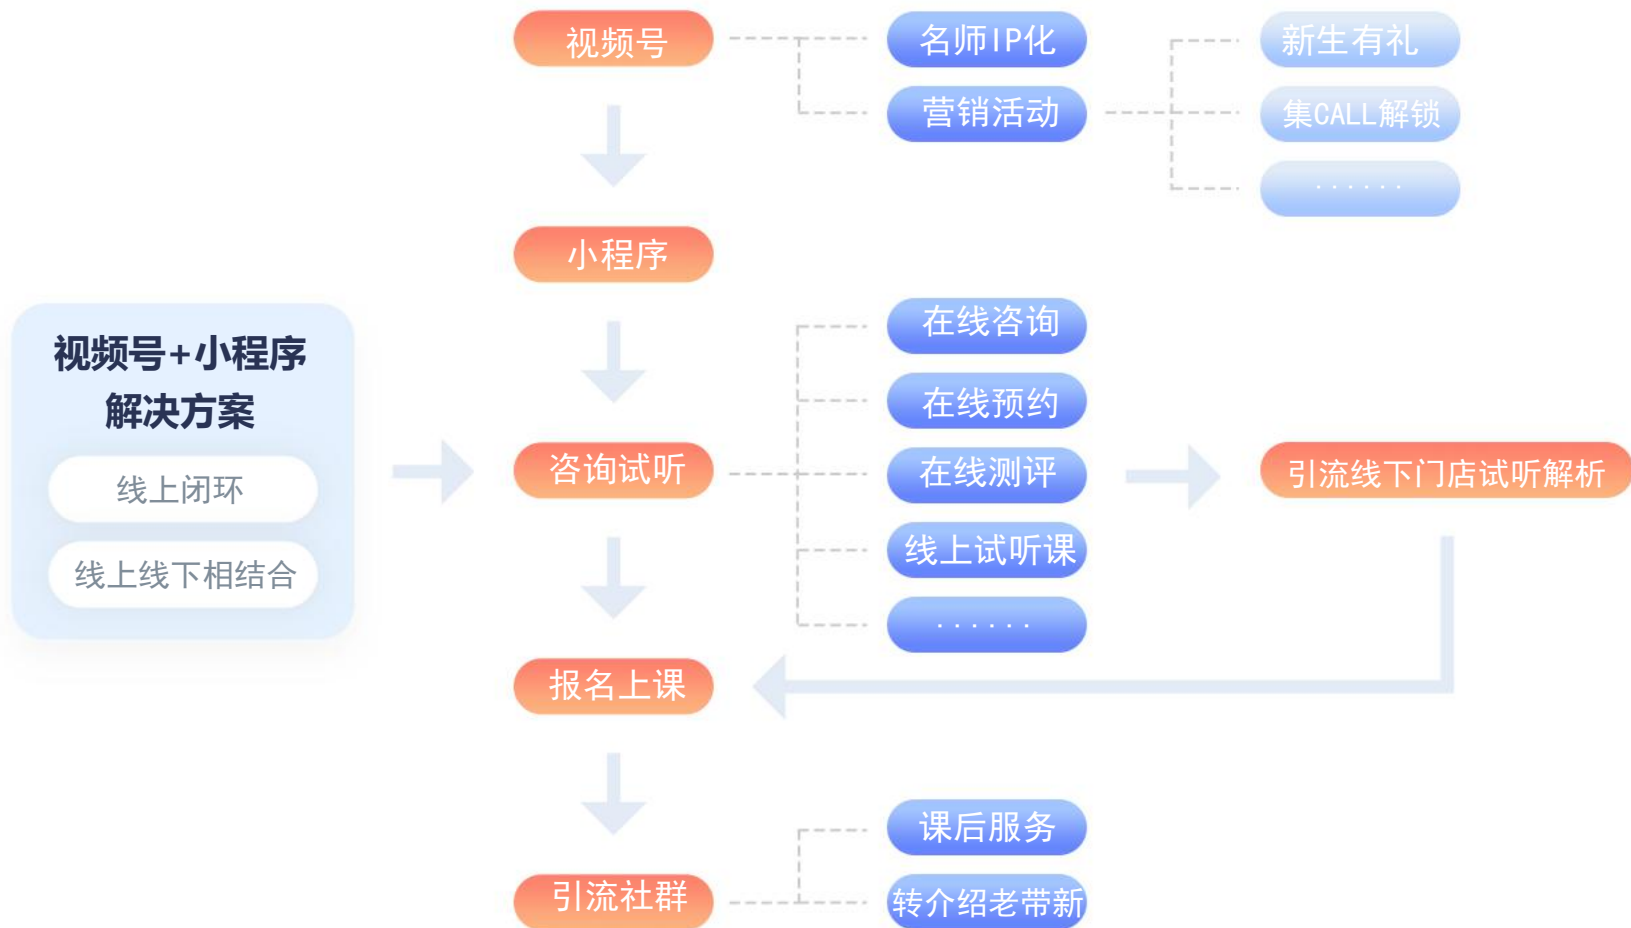 视频号
名师IP化
新生有礼
营销活动
集CALL解锁
······
小程序
视频号+小程序
解决方案
线上闭环
线上线下相结合
在线咨询
在线预约
咨询试听
在线测评
引流线下门店试听解析
线上试听课
······
报名上课
课后服务
引流社群
转介绍老带新